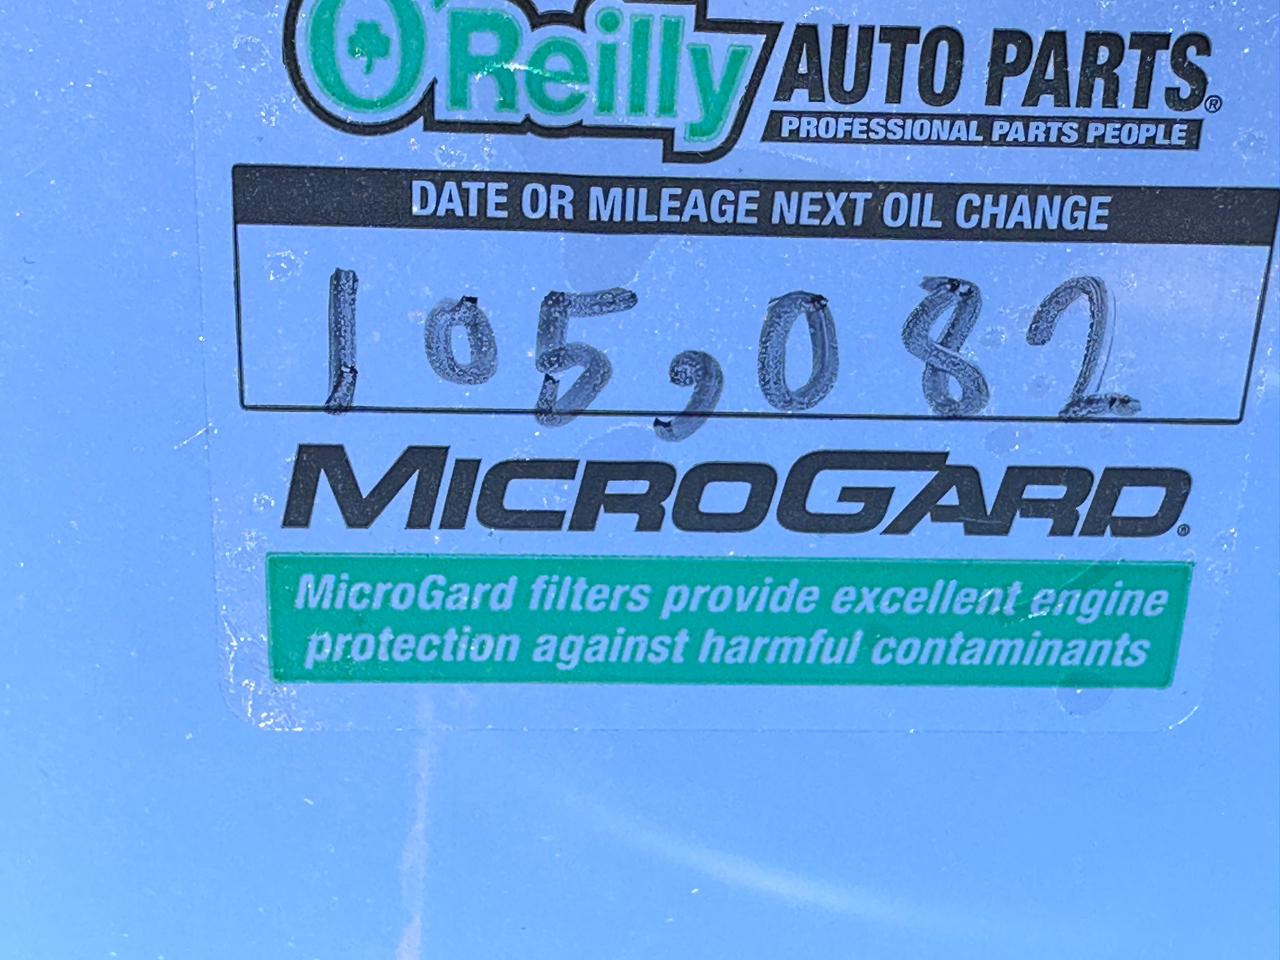 O'Reilly AUTO PARTS®
PROFESSIONAL PARTS PEOPLE
DATE OR MILEAGE NEXT OIL CHANGE
105,082
MICROGARD®
MicroGard filters provide excellent engine
protection against harmful contaminants